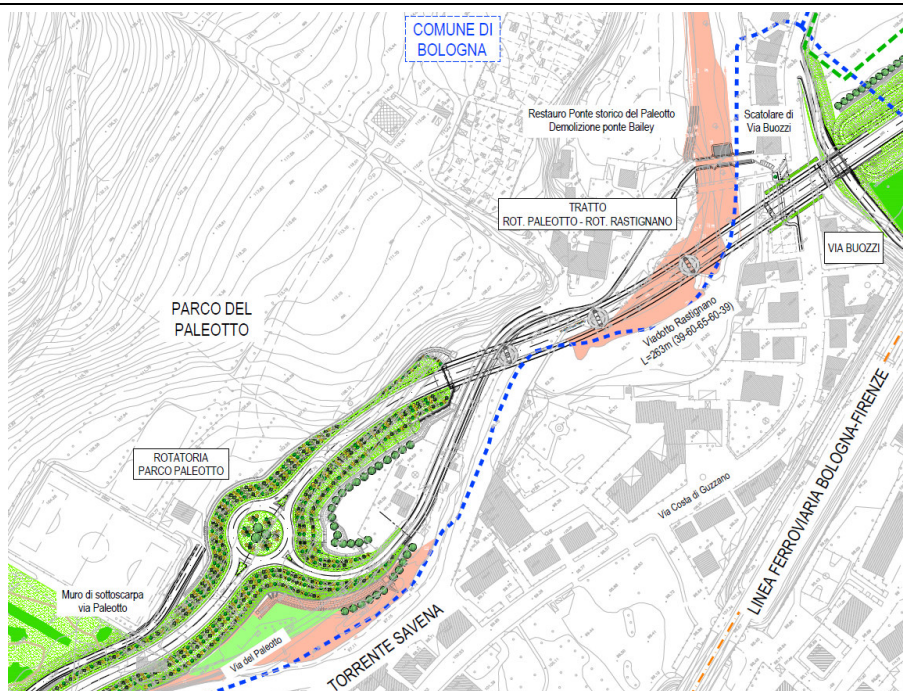 COMUNE DI
BOLOGNA
Restauro Ponte storico del Paleotto
Demolizione ponte Bailey
Scatolare di
Via Buozzi
TRATTO
ROT. PALEOTTO - ROT. RASTIGNANO
VIA BUOZZI
PARCO DEL
PALEOTTO
Viadotto Rastignano
L=263m (39-60-65-60-39)
ROTATORIA
PARCO PALEOTTO
Via Costa di Guzzano
LINEA FERROVIARIA BOLOGNA-FIRENZE
Muro di sottoscarpa
via Paleotto
Via del Paleotto
TORRENTE SAVENA